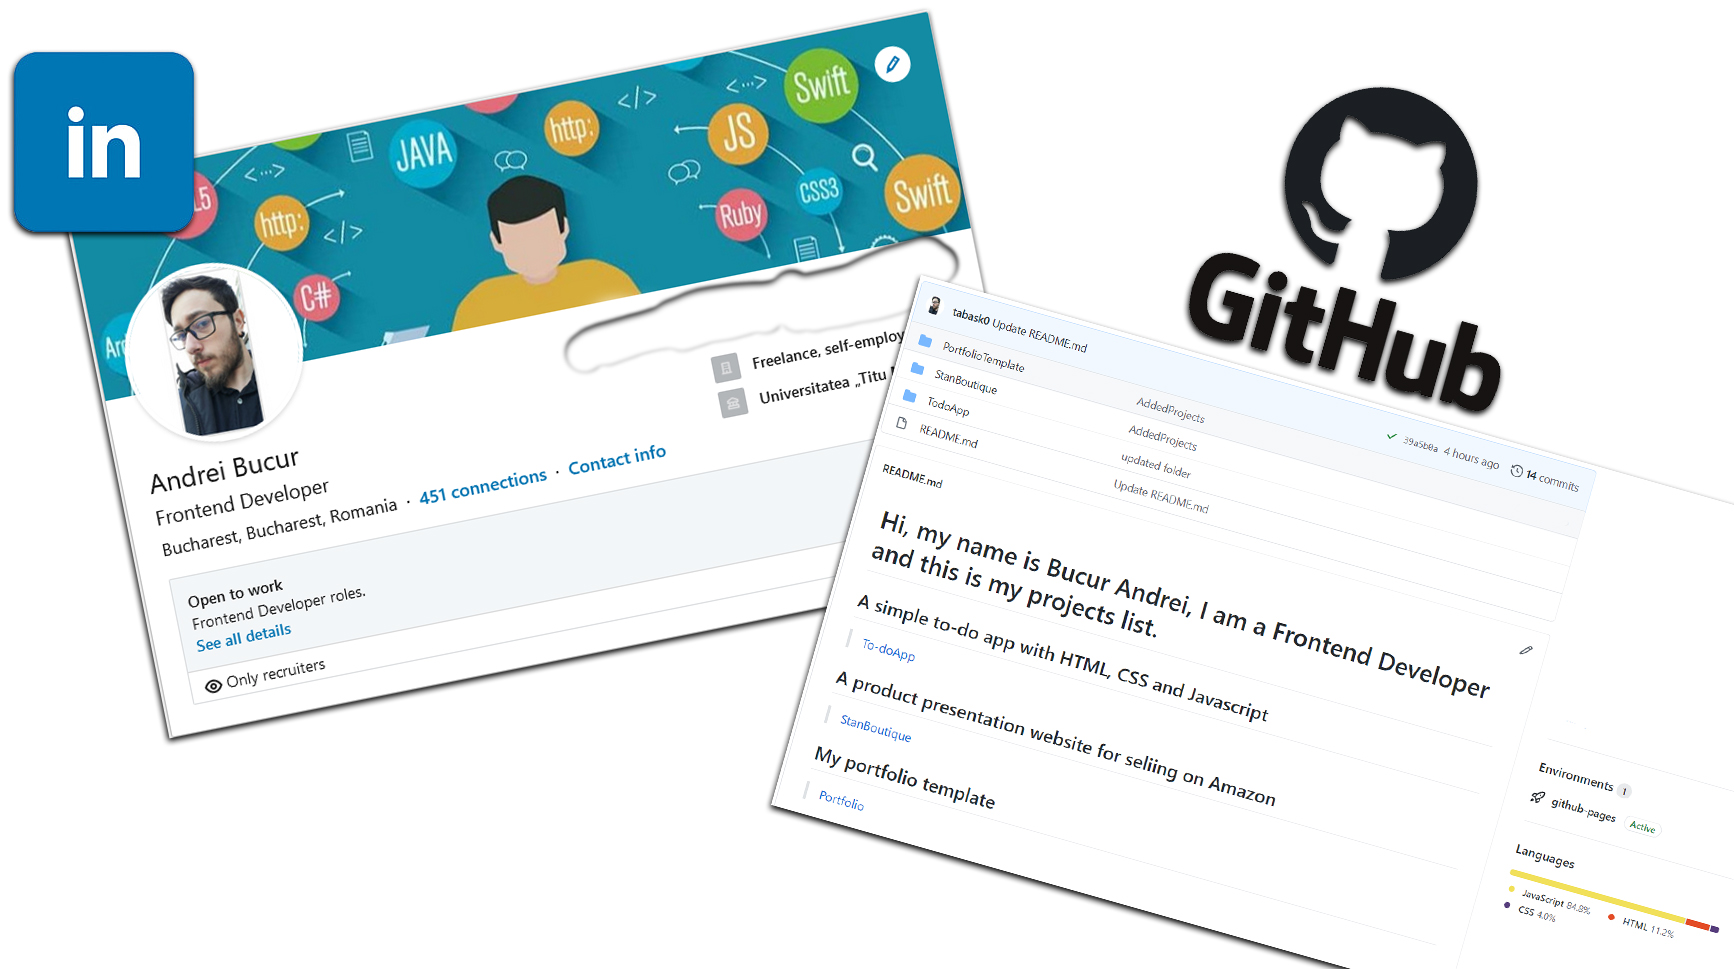 in
JAVA
http:
</>
JS
<...>
Swift
L5
<...>
http:
</>
Ruby
CSS3
Swift
C#
Freelance, self-employ
Universitatea „Titu
Andrei Bucur
Frontend Developer
Bucharest, Bucharest, Romania · 451 connections · Contact info
Open to work
Frontend Developer roles.
See all details
Only recruiters
GitHub
tabask0 Update README.md
39a5b0a 4 hours ago 14 commits
PortfolioTemplate AddedProjects
StanBoutique AddedProjects
TodoApp updated folder
README.md Update README.md
README.md
Hi, my name is Bucur Andrei, I am a Frontend Developer
and this is my projects list.
A simple to-do app with HTML, CSS and Javascript
To-doApp
A product presentation website for seliing on Amazon
StanBoutique
My portfolio template
Portfolio
Environments 1
github-pages Active
Languages
JavaScript 84.8% HTML 11.2%
CSS 4.0%